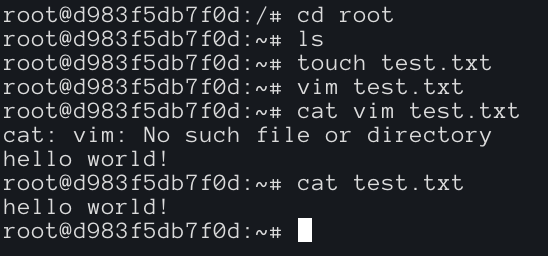 root@d983f5db7f0d:/# cd root
root@d983f5db7f0d:~# ls
root@d983f5db7f0d:~# touch test.txt
root@d983f5db7f0d:~# vim test.txt
root@d983f5db7f0d:~# cat vim test.txt
cat: vim: No such file or directory
hello world!
root@d983f5db7f0d:~# cat test.txt
hello world!
root@d983f5db7f0d:~#